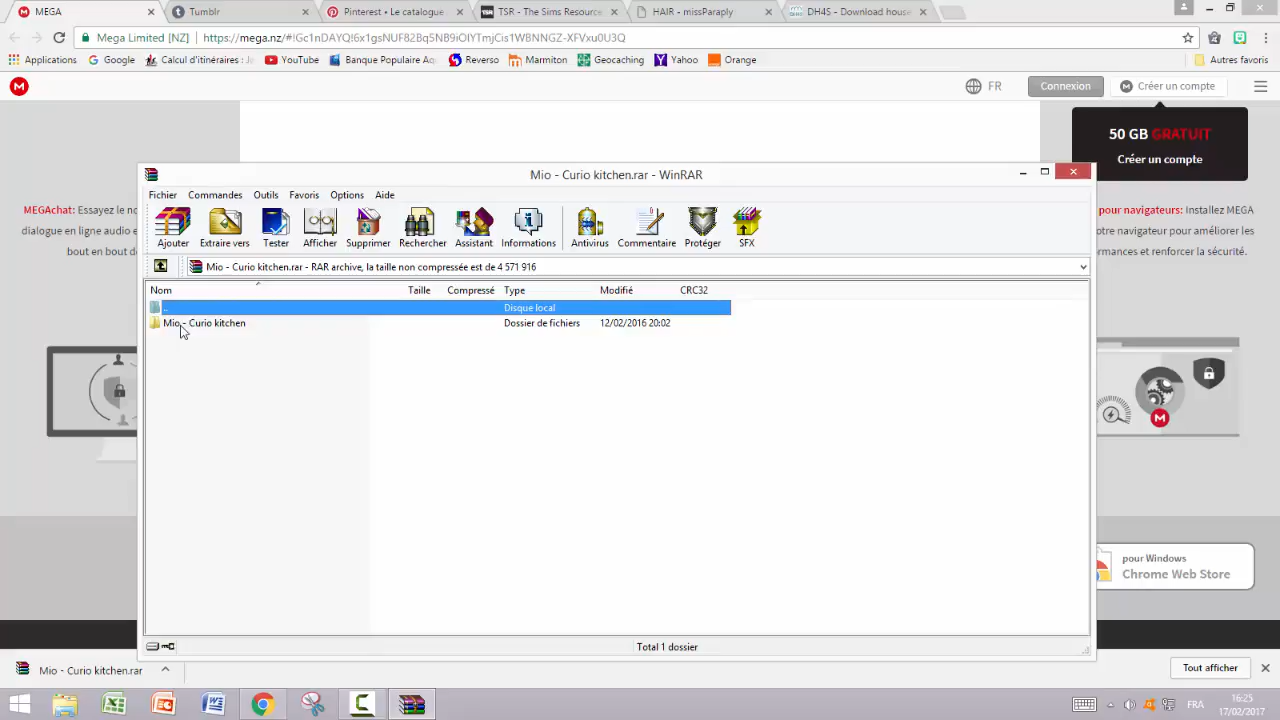 MEGA
Tumblr
Pinterest • Le catalogue
TSR - The Sims Resource
HAIR - missParaply
DH4S - Download house
Mega Limited [NZ]
https://mega.nz/#!Gc1nDAYQ!6x1gsNUF82Bq5NB9iOIYTmjCis1WBNNGZ-XFVxu0U3Q
Applications
Google
Calcul d'itinéraires :
YouTube
Banque Populaire Aq
Reverso
Marmiton
Geocaching
Yahoo
Orange
Autres favoris
FR
Connexion
Créer un compte
50 GB GRATUIT
Créer un compte
Mio - Curio kitchen.rar - WinRAR
Fichier Commandes Outils Favoris Options Aide
Ajouter Extraire vers Tester Afficher Supprimer Rechercher Assistant Informations Antivirus Commentaire Protéger SFX
Mio - Curio kitchen.rar - RAR archive, la taille non compressée est de 4 571 916
Nom Taille Compressé Type Modifié CRC32
.. Disque local
Mio - Curio kitchen Dossier de fichiers 12/02/2016 20:02
Total 1 dossier
MEGAchat: Essayez le no
dialogue en ligne audio e
bout en bout d
pour navigateurs: Installez MEGA
otre navigateur pour améliorer les
ormances et renforcer la sécurité.
pour Windows
Chrome Web Store
Mio - Curio kitchen.rar
Tout afficher
FRA
16:25
17/02/2017